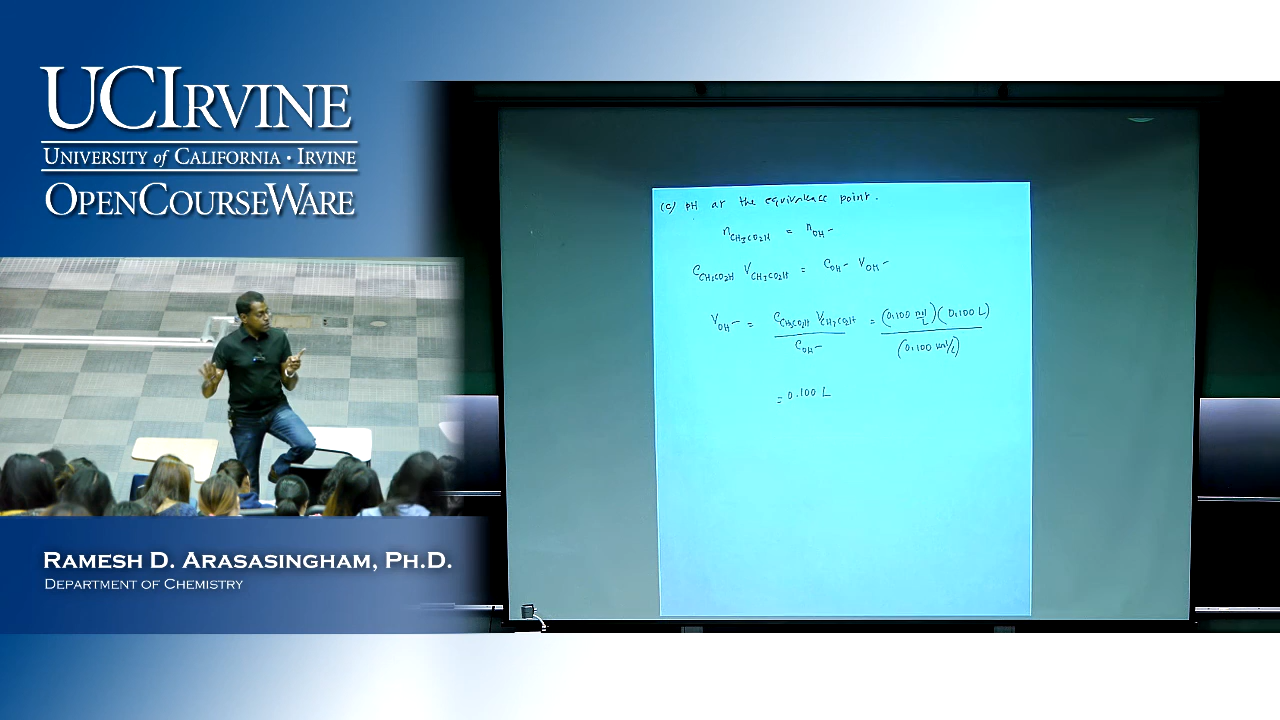 UCIRVINE
UNIVERSITY of CALIFORNIA · IRVINE
OPENCOURSEWARE
RAMESH D. ARASASINGHAM, PH.D.
DEPARTMENT OF CHEMISTRY
(c) pH at the equivalence point.
nCH3CO2H = nOH-
CCH3CO2H VCH3CO2H = COH- VOH-
VOH- = CCH3CO2H VCH3CO2H / COH- = (0.100 mol/L)(0.100 L) / (0.100 mol/L)
= 0.100 L